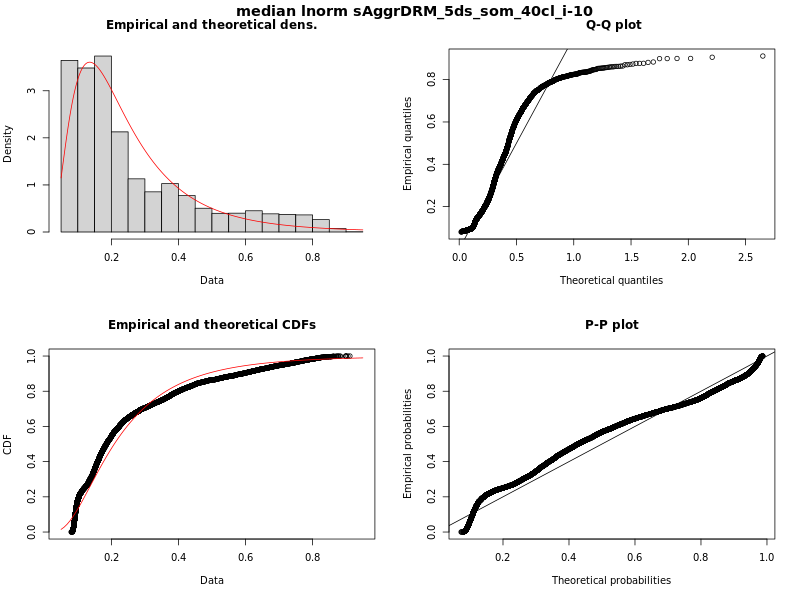 median lnorm sAggrDRM_5ds_som_40cl_i-10
Empirical and theoretical dens.
Density
0 1 2 3
0.2 0.4 0.6 0.8
Data
Q-Q plot
Empirical quantiles
0.2 0.4 0.6 0.8
0.0 0.5 1.0 1.5 2.0 2.5
Theoretical quantiles
Empirical and theoretical CDFs
CDF
0.0 0.2 0.4 0.6 0.8 1.0
0.2 0.4 0.6 0.8
Data
P-P plot
Empirical probabilities
0.0 0.2 0.4 0.6 0.8 1.0
0.2 0.4 0.6 0.8 1.0
Theoretical probabilities